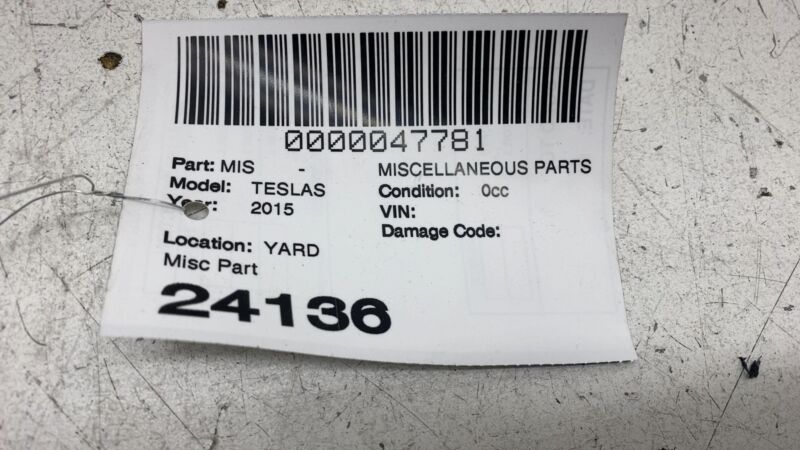 0000047781
Part: MIS - MISCELLANEOUS PARTS
Model: TESLAS Condition: 0cc
Year: 2015 VIN:
Damage Code:
Location: YARD
Misc Part
24136